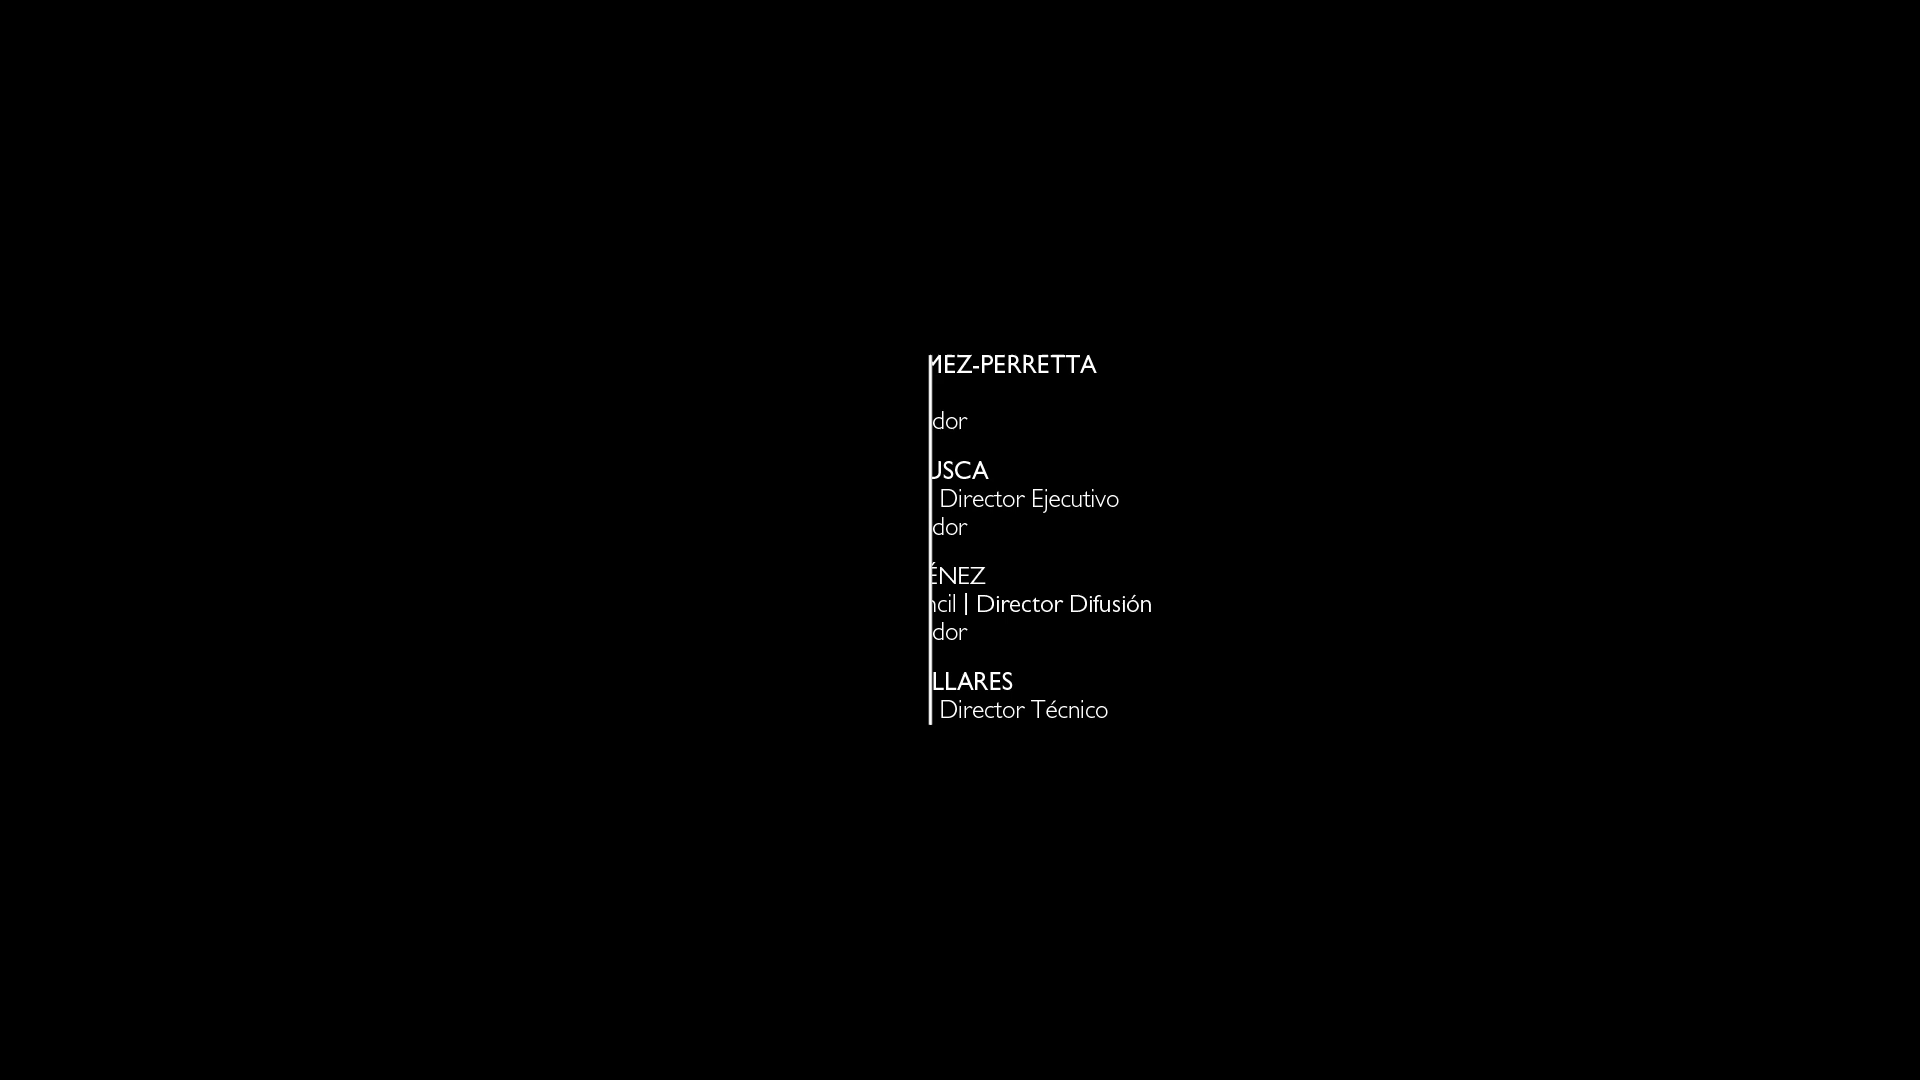 MEZ-PERRETTA
dor
USCA
Director Ejecutivo
dor
ÉNEZ
ncil | Director Difusión
dor
LLARES
Director Técnico